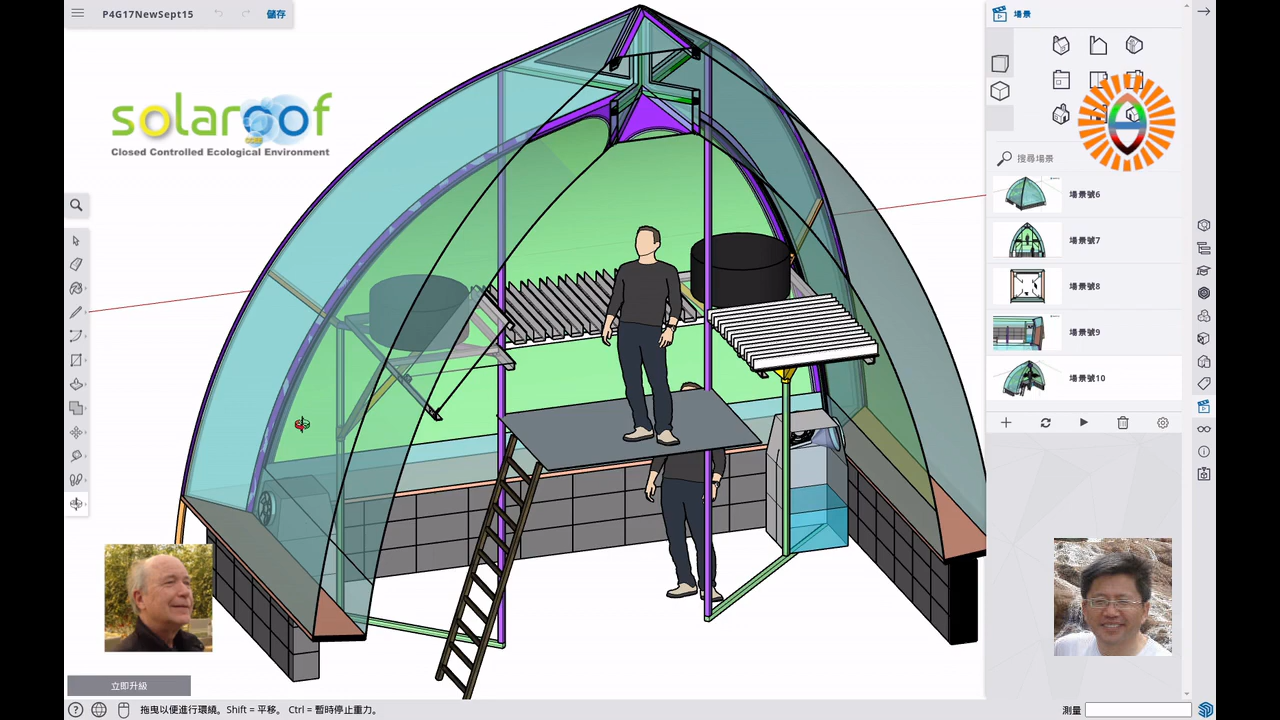 P4G17NewSept15
儲存
場景
solaroof
Closed Controlled Ecological Environment
搜尋場景
場景號6
場景號7
場景號8
場景號9
場景號10
立即升級
拖曳以便進行環繞。Shift = 平移。 Ctrl = 暫時停止重力。
測量